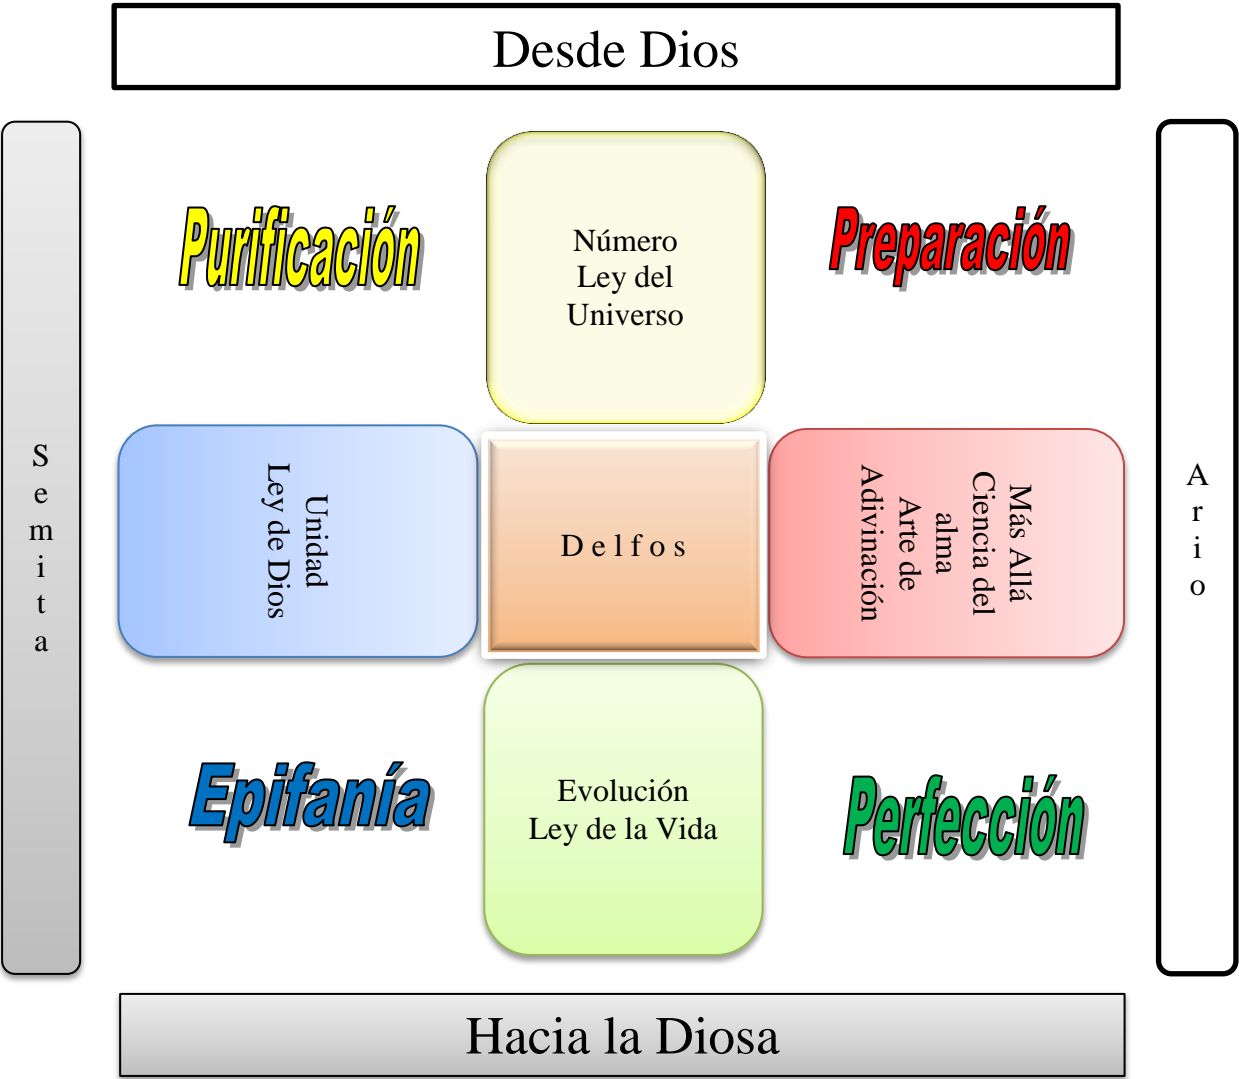 Desde Dios
Purificación
Número
Ley del
Universo
Preparación
S
e
m
i
t
a
Unidad
Ley de Dios
D e l f o s
Más Allá
Ciencia del
alma
Arte de
Adivinación
A
r
i
o
Epifanía
Evolución
Ley de la Vida
Perfección
Hacia la Diosa